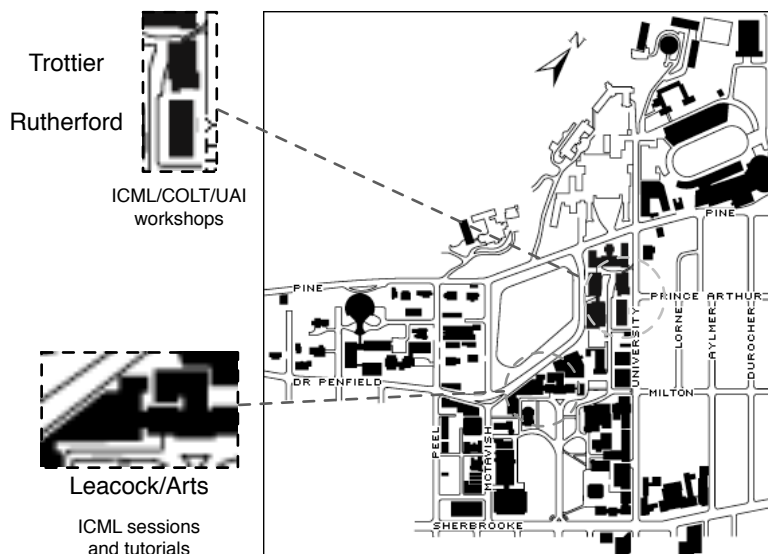 Trottier
Rutherford
ICML/COLT/UAI
workshops
Leacock/Arts
ICML sessions
and tutorials
N
PINE
PINE
PRINCE ARTHUR
UNIVERSITY
LORNE
AYLMER
DUROCHER
DR PENFIELD
MILTON
PEEL
MCTAVISH
SHERBROOKE